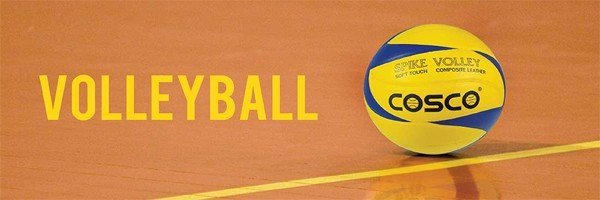 VOLLEYBALL
SPIKE VOLLEY
SOFT TOUCH COMPOSITE LEATHER
COSCO®